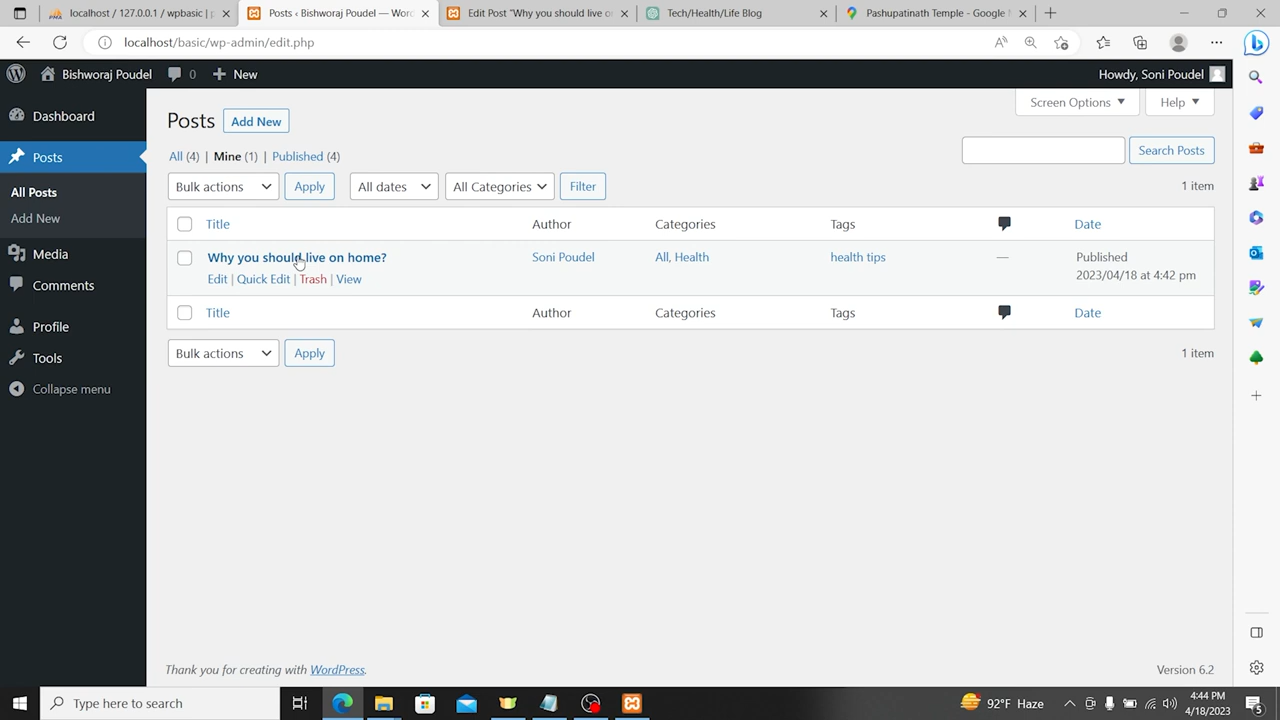 localhost / 127.0.0.1 / wpbasic | p
Posts ‹ Bishworaj Poudel — Wor
Edit Post "Why you should live o
Tech/Health/Life Blog
Pashupatinath Temple - Google
localhost/basic/wp-admin/edit.php
Bishworaj Poudel
0
New
Howdy, Soni Poudel
Dashboard
Posts
All Posts
Add New
Media
Comments
Profile
Tools
Collapse menu
Posts
Add New
Screen Options
Help
All (4) | Mine (1) | Published (4)
Search Posts
Bulk actions
Apply
All dates
All Categories
Filter
1 item
Title
Author
Categories
Tags
Date
Why you should live on home?
Soni Poudel
All, Health
health tips
—
Published
2023/04/18 at 4:42 pm
Edit | Quick Edit | Trash | View
Title
Author
Categories
Tags
Date
Bulk actions
Apply
1 item
Thank you for creating with WordPress.
Version 6.2
Type here to search
92°F Haze
4:44 PM
4/18/2023
5